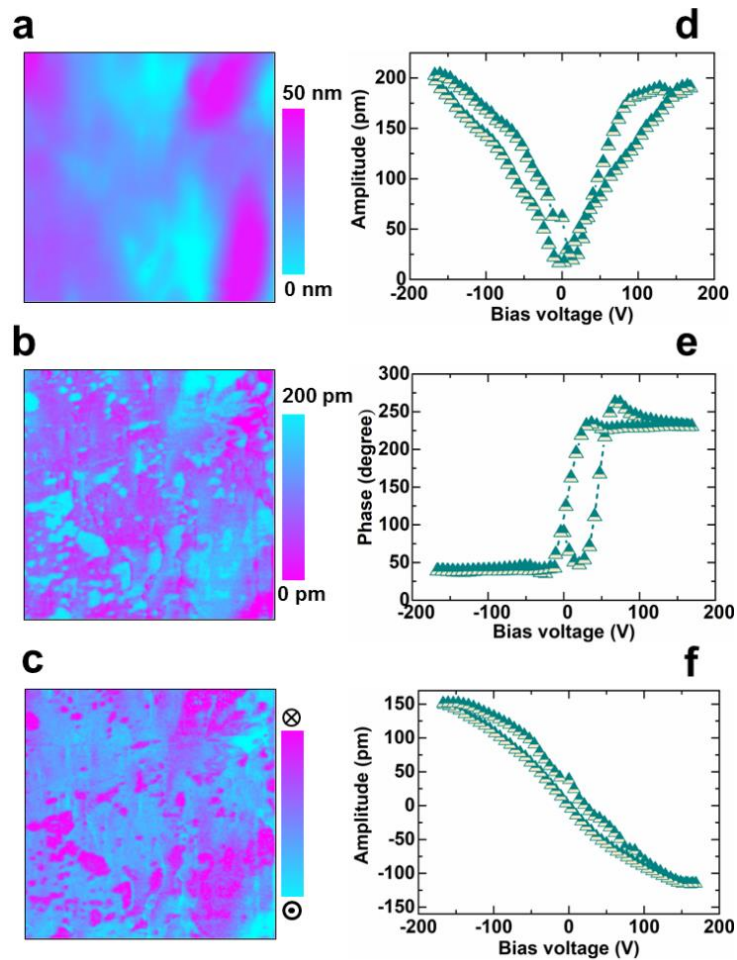 a
50 nm
0 nm
d
Amplitude (pm)
200
150
100
50
0
-200 -100 0 100 200
Bias voltage (V)
b
200 pm
0 pm
e
Phase (degree)
300
250
200
150
100
50
0
-200 -100 0 100 200
Bias voltage (V)
c
f
Amplitude (pm)
150
100
50
0
-50
-100
-150
-200 -100 0 100 200
Bias voltage (V)